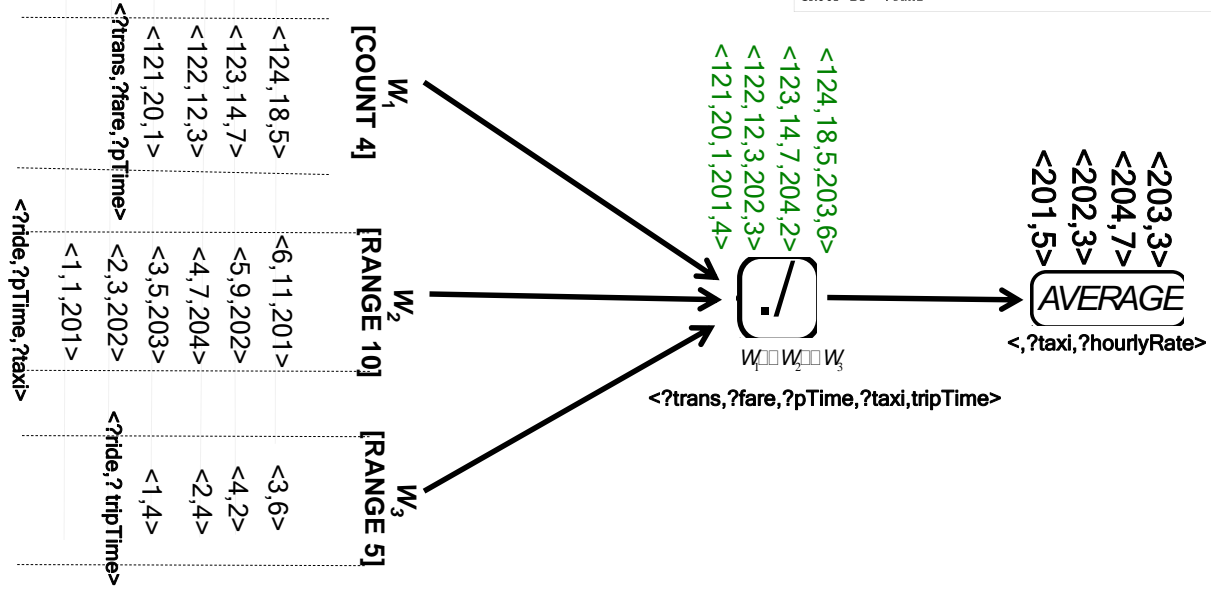 <?trans,?fare,?pTime>
<121,20,1>
<122,12,3>
<123,14,7>
<124,18,5>
W1
[COUNT 4]
<?ride,?pTime,?taxi>
<1,1,201>
<2,3,202>
<3,5,203>
<4,7,204>
<5,9,202>
<6,11,201>
W2
[RANGE 10]
<?ride,? tripTime>
<1,4>
<2,4>
<4,2>
<3,6>
W3
[RANGE 5]
<121,20,1,201,4>
<122,12,3,202,3>
<123,14,7,204,2>
<124,18,5,203,6>
./
W1□□W2□□W3
<?trans,?fare,?pTime,?taxi,tripTime>
<201,5>
<202,3>
<204,7>
<203,3>
AVERAGE
<,?taxi,?hourlyRate>